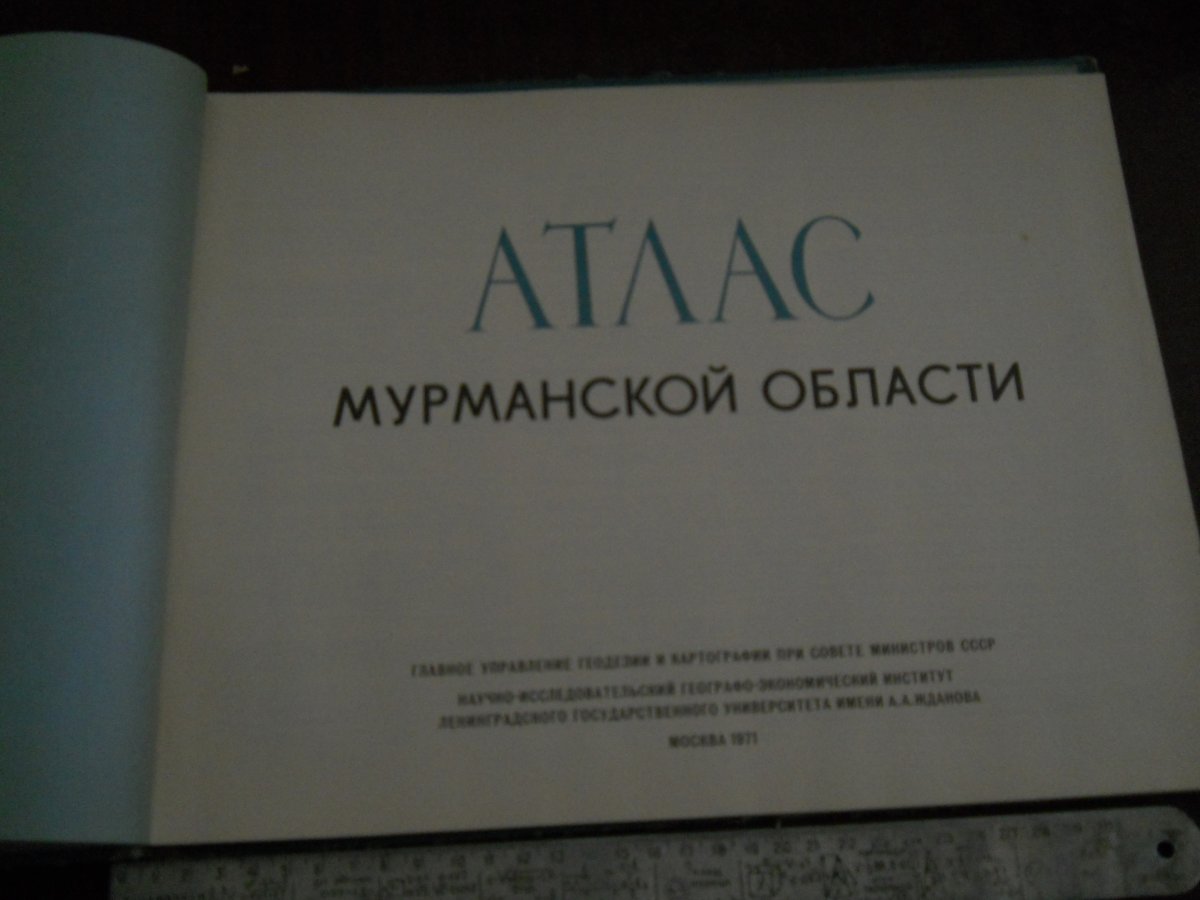 АТЛАС
МУРМАНСКОЙ ОБЛАСТИ
ГЛАВНОЕ УПРАВЛЕНИЕ ГЕОДЕЗИИ И КАРТОГРАФИИ ПРИ СОВЕТЕ МИНИСТРОВ СССР
НАУЧНО-ИССЛЕДОВАТЕЛЬСКИЙ ГЕОГРАФО-ЭКОНОМИЧЕСКИЙ ИНСТИТУТ
ЛЕНИНГРАДСКОГО ГОСУДАРСТВЕННОГО УНИВЕРСИТЕТА ИМЕНИ А.А.ЖДАНОВА
МОСКВА 1971